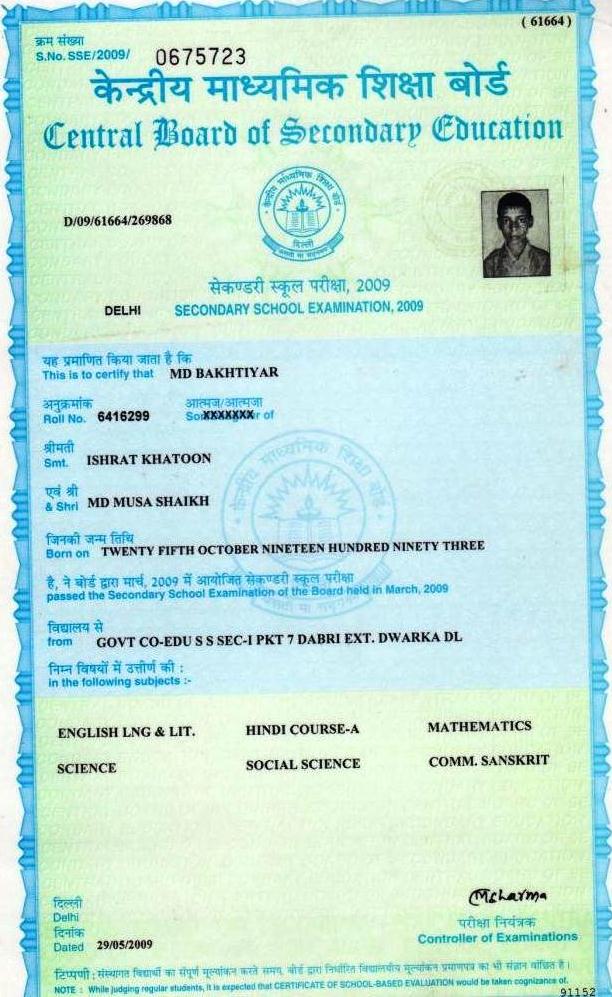 ( 61664 )
क्रम संख्या
S.No. SSE/2009/ 0675723
केन्द्रीय माध्यमिक शिक्षा बोर्ड
Central Board of Secondary Education
केन्द्रीय माध्यमिक शिक्षा बोर्ड
दिल्ली
असतो मा सद्गमय
D/09/61664/269868
सेकण्डरी स्कूल परीक्षा, 2009
DELHI SECONDARY SCHOOL EXAMINATION, 2009
यह प्रमाणित किया जाता है कि
This is to certify that MD BAKHTIYAR
अनुक्रमांक आत्मज/आत्मजा
Roll No. 6416299 Son XXXXXXX of
श्रीमती
Smt. ISHRAT KHATOON
एवं श्री
& Shri MD MUSA SHAIKH
जिनकी जन्म तिथि
Born on TWENTY FIFTH OCTOBER NINETEEN HUNDRED NINETY THREE
है, ने बोर्ड द्वारा मार्च, 2009 में आयोजित सेकण्डरी स्कूल परीक्षा
passed the Secondary School Examination of the Board held in March, 2009
विद्यालय से
from GOVT CO-EDU S S SEC-I PKT 7 DABRI EXT. DWARKA DL
निम्न विषयों में उत्तीर्ण की :
in the following subjects :-
ENGLISH LNG & LIT. HINDI COURSE-A MATHEMATICS
SCIENCE SOCIAL SCIENCE COMM. SANSKRIT
दिल्ली
Delhi
दिनांक
Dated 29/05/2009
MSharma
परीक्षा नियंत्रक
Controller of Examinations
टिप्पणी : संस्थागत विद्यार्थी का संपूर्ण मूल्यांकन करते समय, बोर्ड द्वारा निर्धारित विद्यालयीय मूल्यांकन प्रमाणपत्र का भी संज्ञान वांछित है।
NOTE : While judging regular students, it is expected that CERTIFICATE OF SCHOOL-BASED EVALUATION would be taken cognizance of.
91152